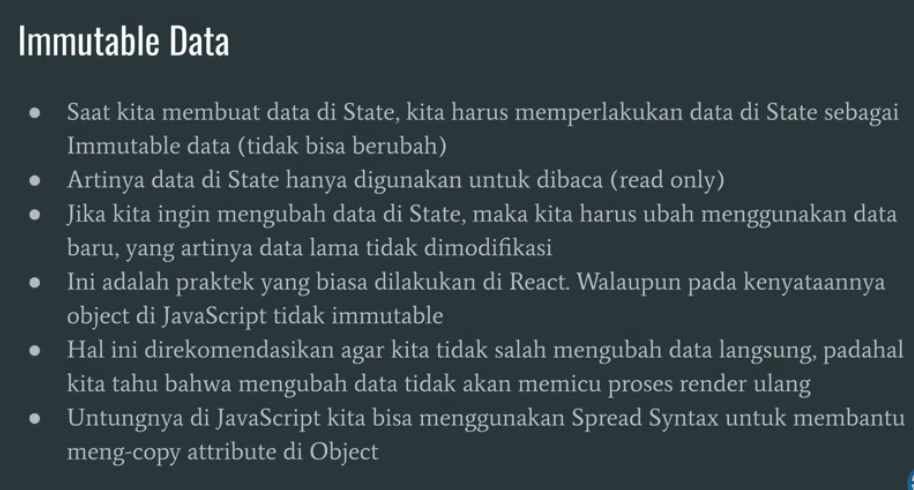 Immutable Data
● Saat kita membuat data di State, kita harus memperlakukan data di State sebagai
Immutable data (tidak bisa berubah)
● Artinya data di State hanya digunakan untuk dibaca (read only)
● Jika kita ingin mengubah data di State, maka kita harus ubah menggunakan data
baru, yang artinya data lama tidak dimodifikasi
● Ini adalah praktek yang biasa dilakukan di React. Walaupun pada kenyataannya
object di JavaScript tidak immutable
● Hal ini direkomendasikan agar kita tidak salah mengubah data langsung, padahal
kita tahu bahwa mengubah data tidak akan memicu proses render ulang
● Untungnya di JavaScript kita bisa menggunakan Spread Syntax untuk membantu
meng-copy attribute di Object